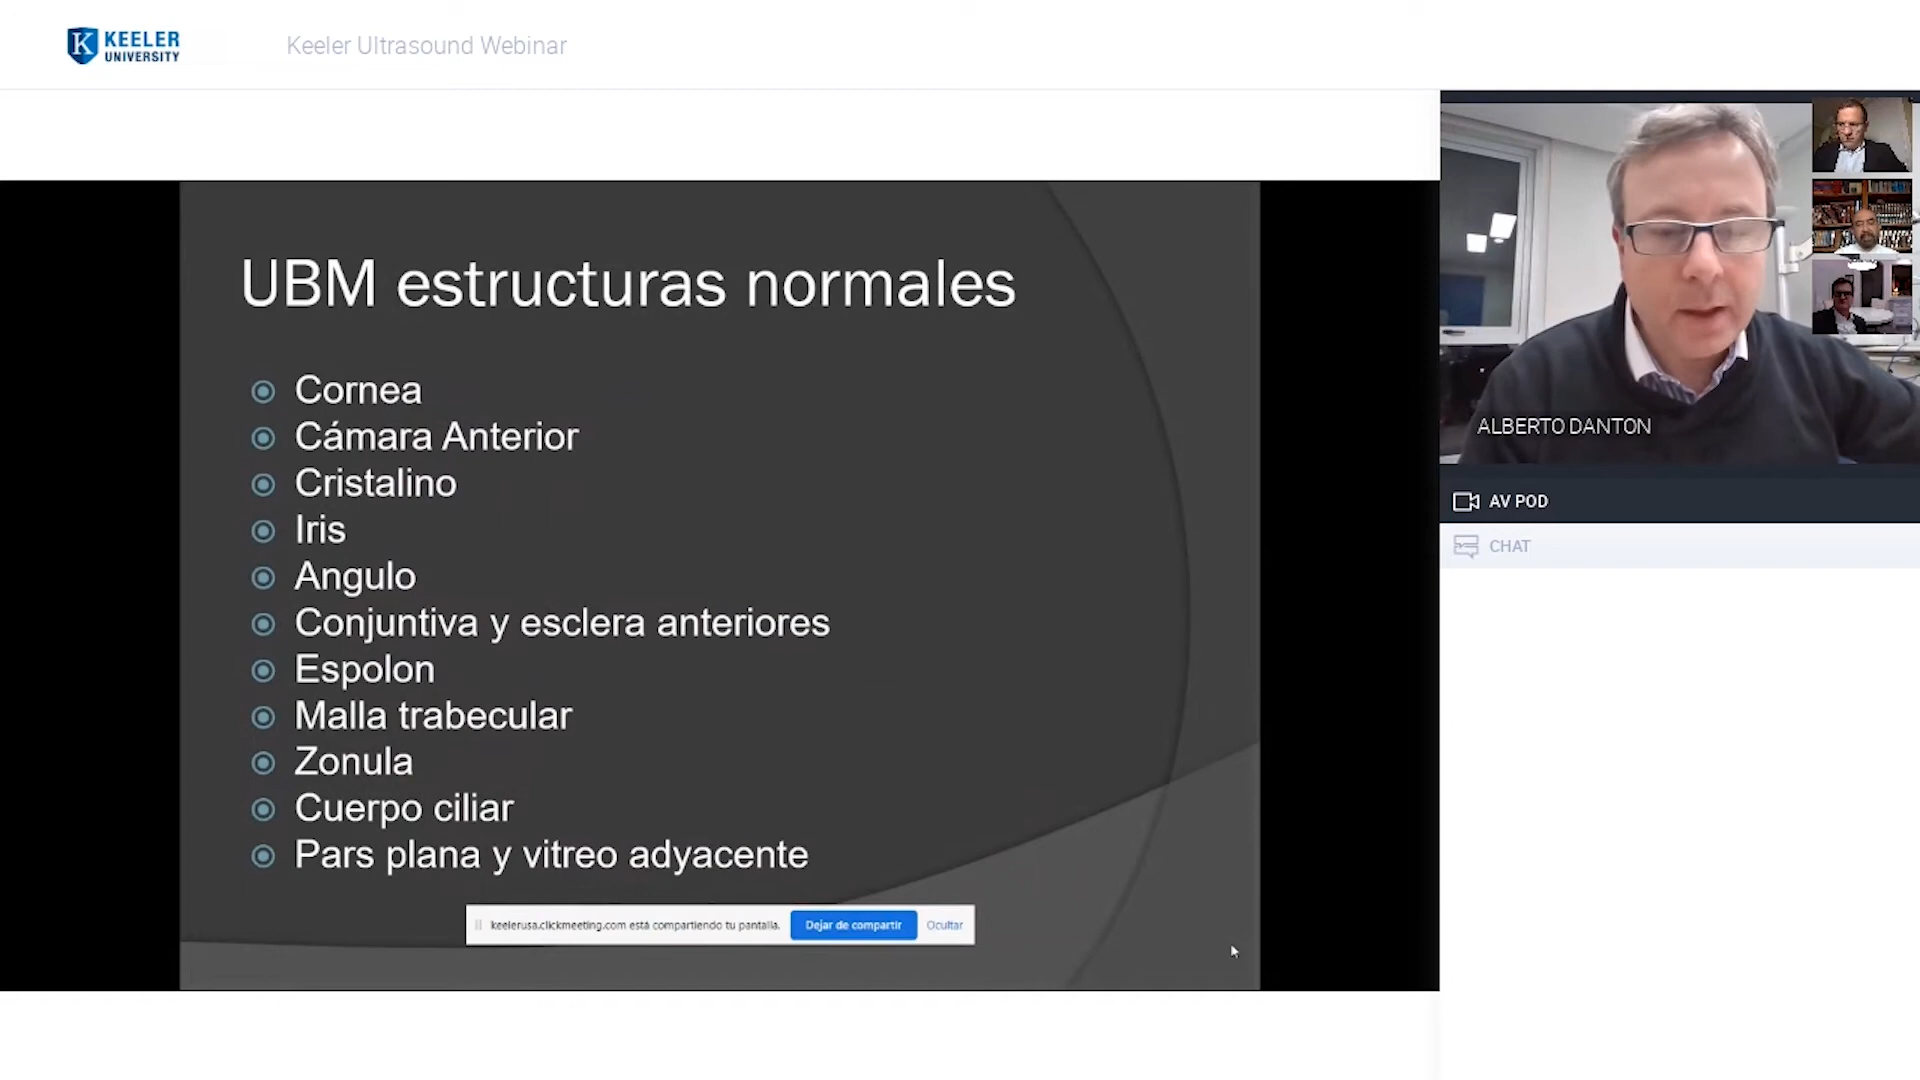 KEELER
UNIVERSITY
Keeler Ultrasound Webinar
UBM estructuras normales
Cornea
Cámara Anterior
Cristalino
Iris
Angulo
Conjuntiva y esclera anteriores
Espolon
Malla trabecular
Zonula
Cuerpo ciliar
Pars plana y vitreo adyacente
keelerusa.clickmeeting.com está compartiendo tu pantalla. Dejar de compartir Ocultar
ALBERTO DANTON
AV POD
CHAT